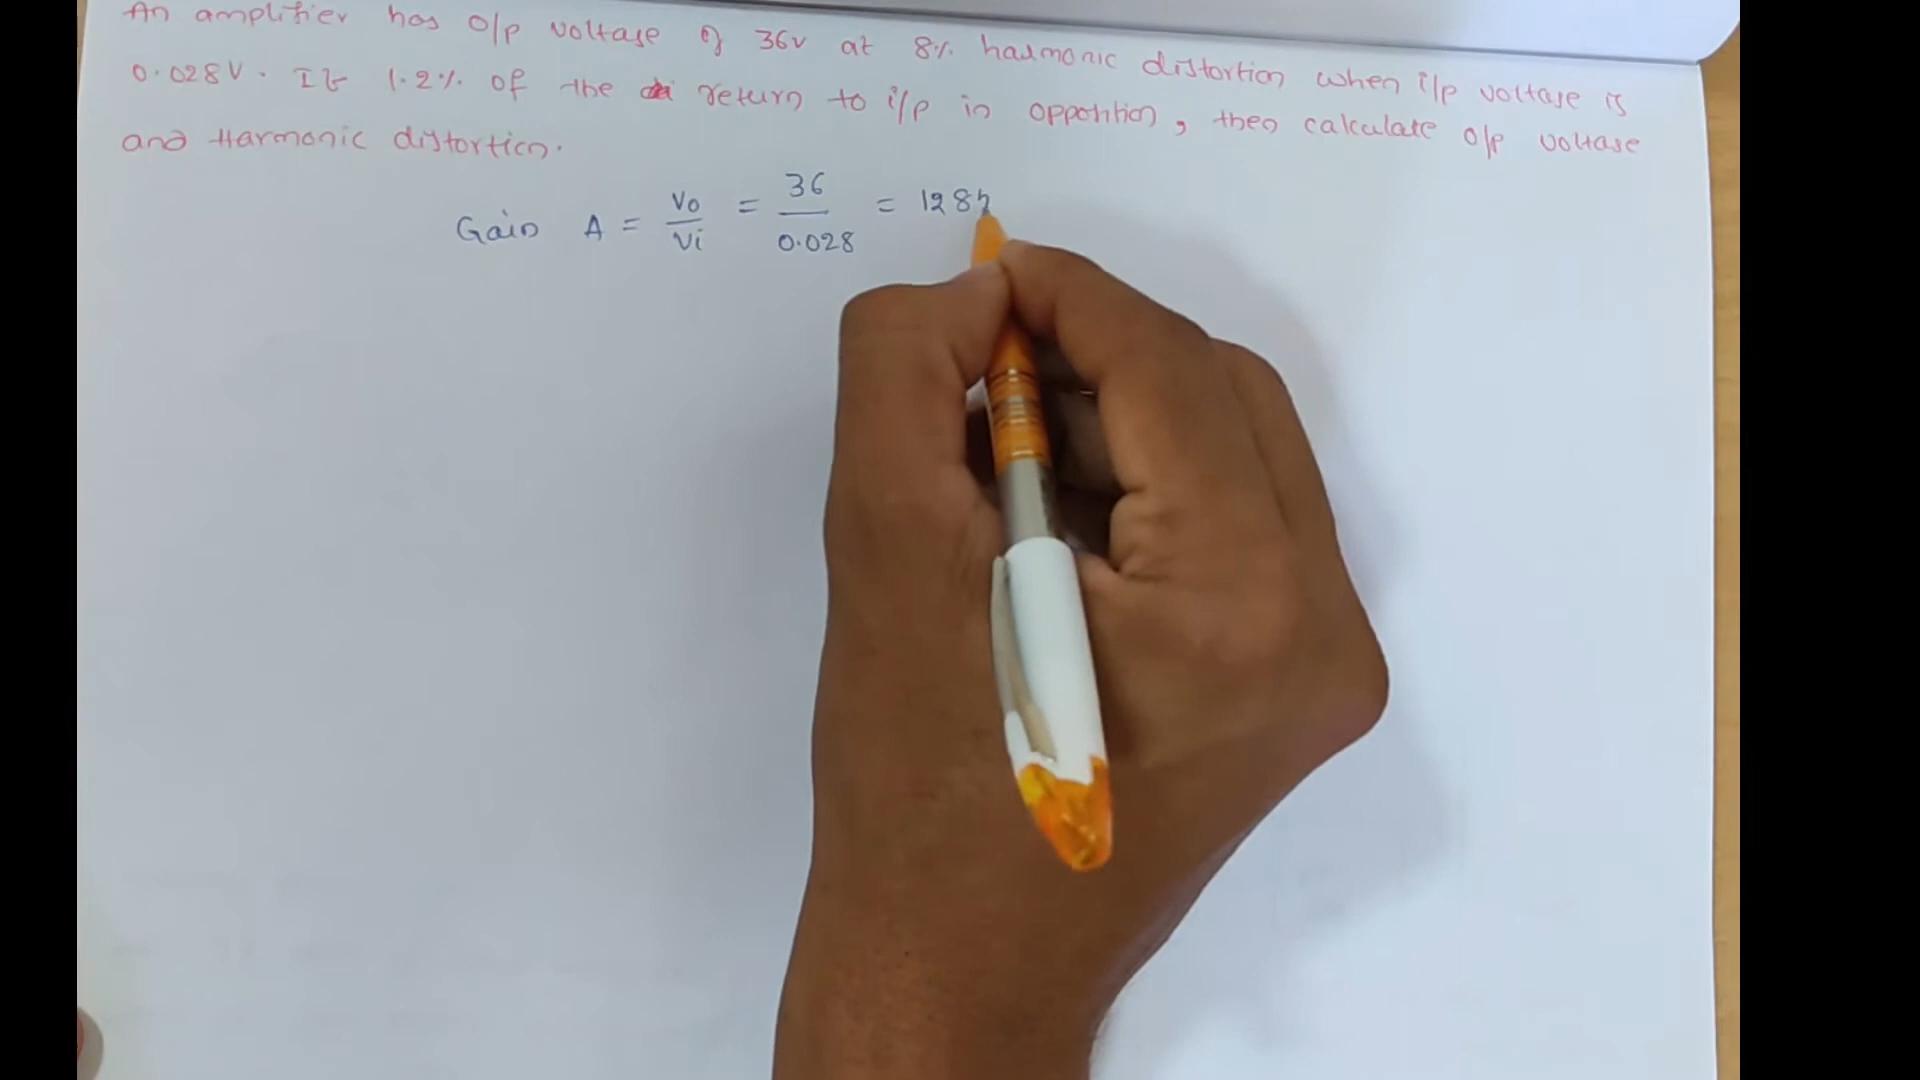 An amplifier has o/p voltage of 36v at 8% harmonic distortion when i/p voltage is
0.028V. If 1.2% of the return to i/p in opposition, then calculate o/p voltage
and Harmonic distortion.
Gain A = Vo/Vi = 36/0.028 = 1285